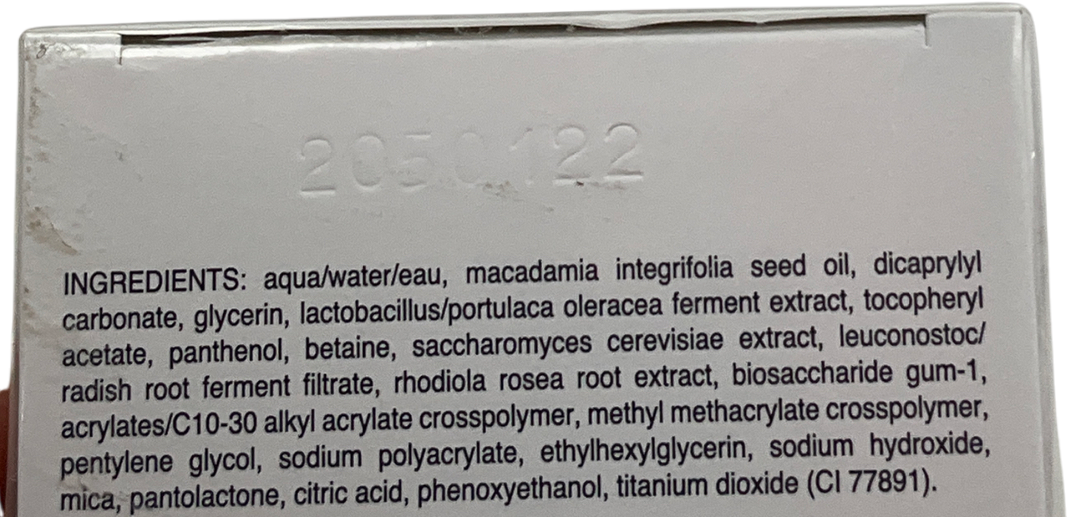 2050122
INGREDIENTS: aqua/water/eau, macadamia integrifolia seed oil, dicaprylyl
carbonate, glycerin, lactobacillus/portulaca oleracea ferment extract, tocopheryl
acetate, panthenol, betaine, saccharomyces cerevisiae extract, leuconostoc/
radish root ferment filtrate, rhodiola rosea root extract, biosaccharide gum-1,
acrylates/C10-30 alkyl acrylate crosspolymer, methyl methacrylate crosspolymer,
pentylene glycol, sodium polyacrylate, ethylhexylglycerin, sodium hydroxide,
mica, pantolactone, citric acid, phenoxyethanol, titanium dioxide (CI 77891).